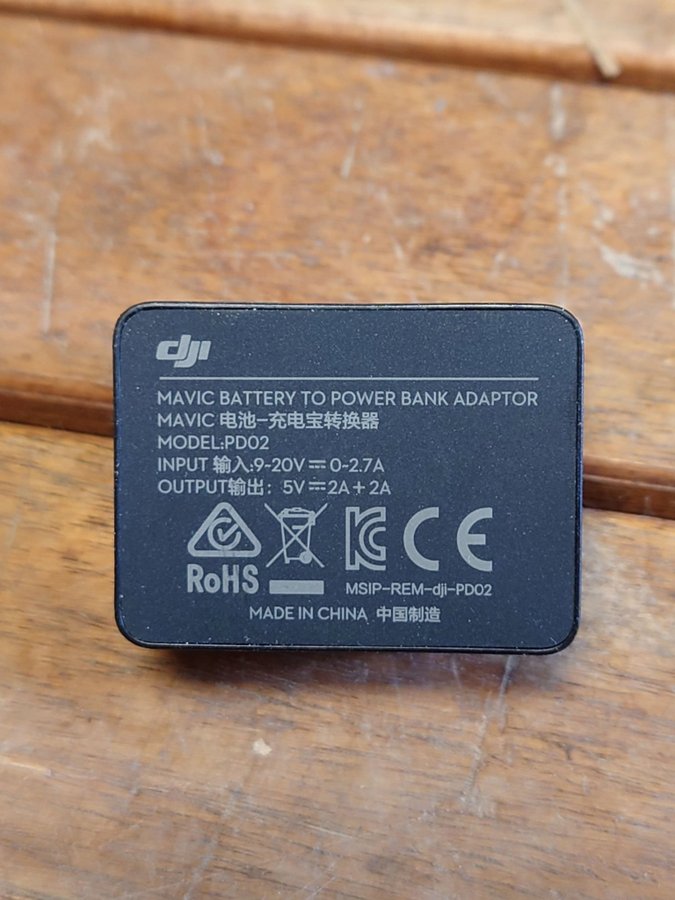 dji
MAVIC BATTERY TO POWER BANK ADAPTOR
MAVIC 电池-充电宝转换器
MODEL:PD02
INPUT 输入:9-20V⎓0-2.7A
OUTPUT输出：5V⎓2A+2A
KC CE
RoHS MSIP-REM-dji-PD02
MADE IN CHINA 中国制造